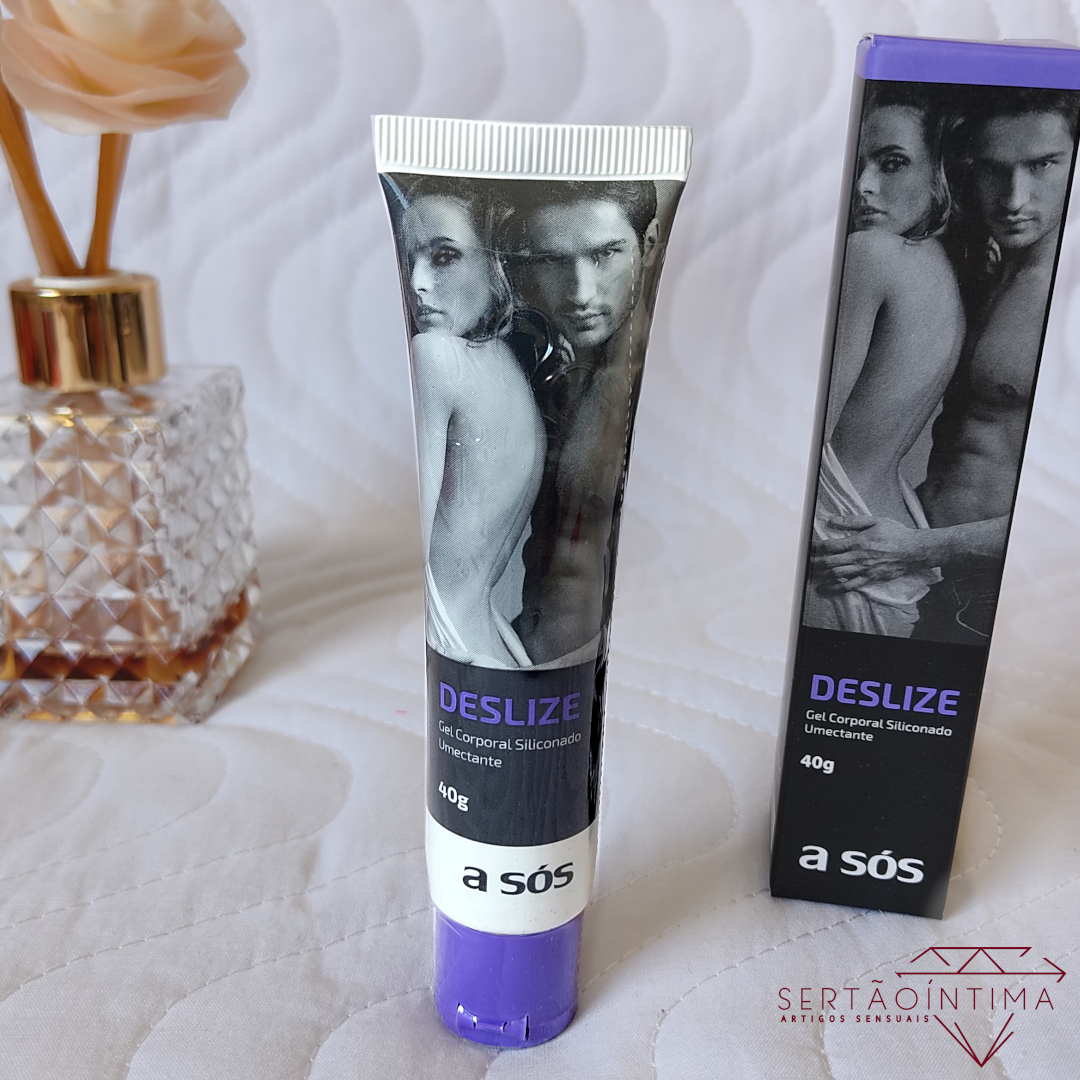 DESLIZE
Gel Corporal Siliconado
Umectante
40g
a sós
DESLIZE
Gel Corporal Siliconado
Umectante
40g
a sós
SERTÃOÍNTIMA
ARTIGOS SENSUAIS